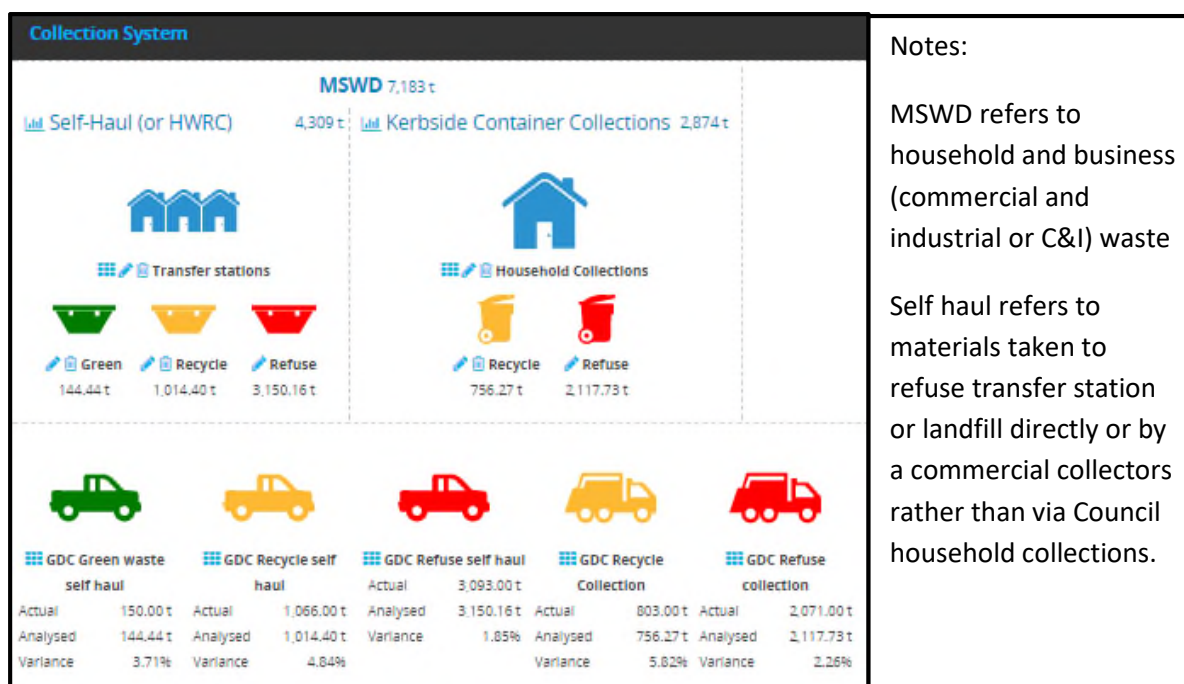 Collection System
MSWD 7,183 t
Self-Haul (or HWRC) 4,309 t
Kerbside Container Collections 2,874 t
Transfer stations
Household Collections
Green
Recycle
Refuse
144.44 t
1,014.40 t
3,150.16 t
Recycle
Refuse
756.27 t
2,117.73 t
GDC Green waste
self haul
Actual 150.00 t
Analysed 144.44 t
Variance 3.71%
GDC Recycle self
haul
Actual 1,066.00 t
Analysed 1,014.40 t
Variance 4.84%
GDC Refuse self haul
Actual 3,093.00 t
Analysed 3,150.16 t
Variance 1.85%
GDC Recycle
Collection
Actual 803.00 t
Analysed 756.27 t
Variance 5.82%
GDC Refuse
collection
Actual 2,071.00 t
Analysed 2,117.73 t
Variance 2.26%
Notes:
MSWD refers to
household and business
(commercial and
industrial or C&I) waste
Self haul refers to
materials taken to
refuse transfer station
or landfill directly or by
a commercial collectors
rather than via Council
household collections.